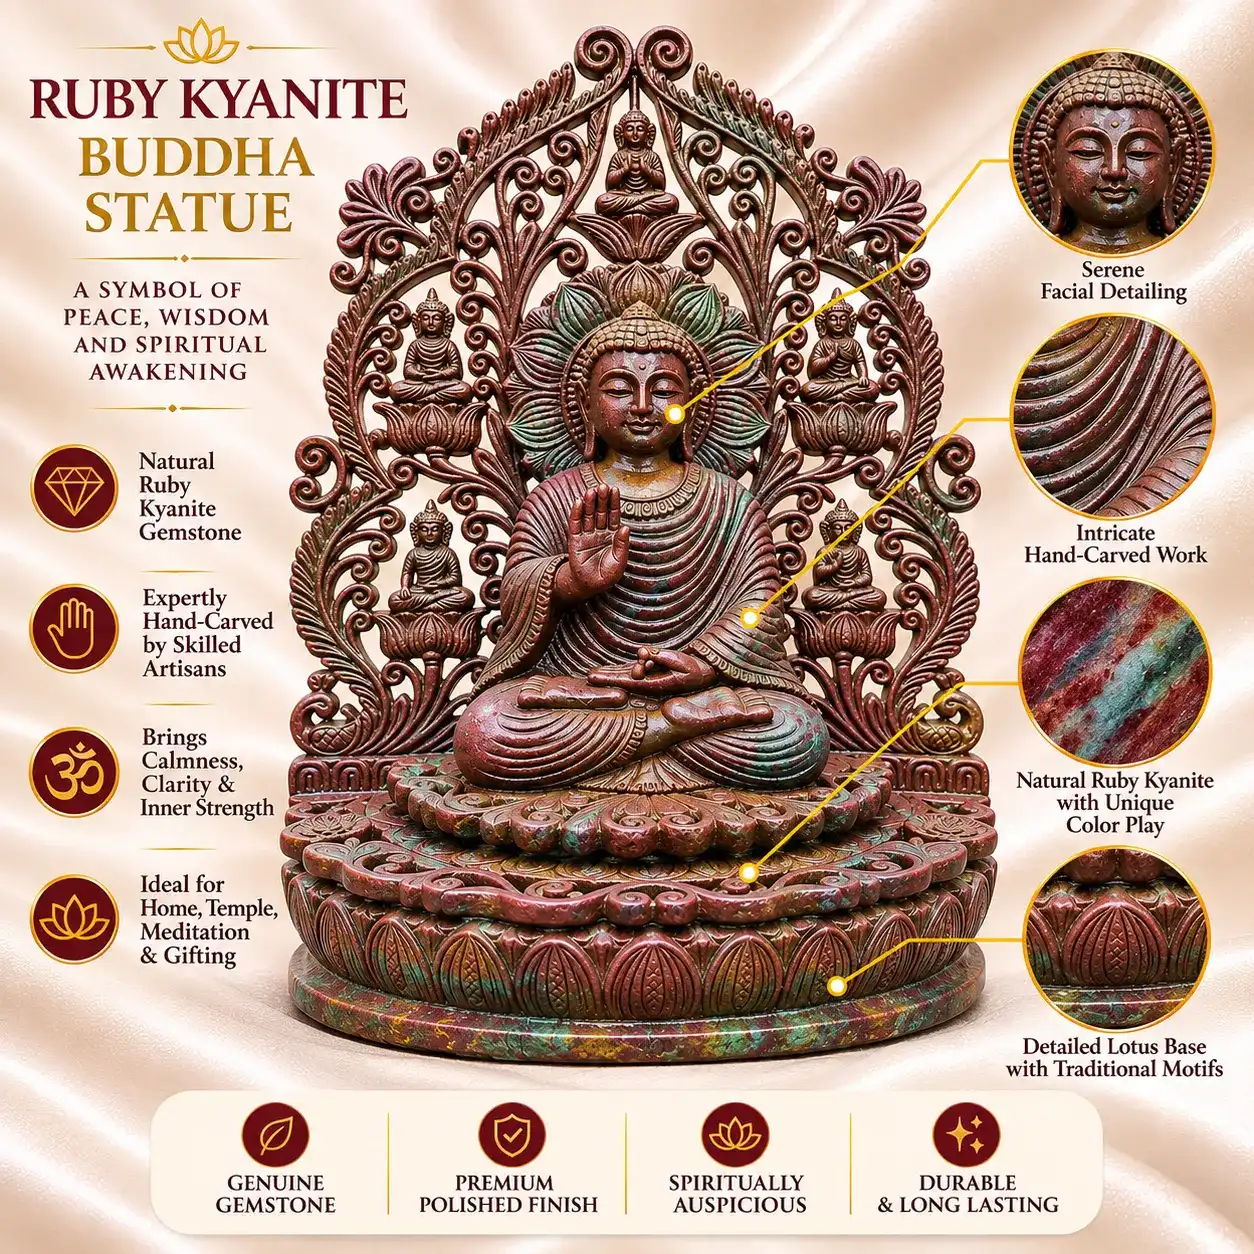 RUBY KYANITE
BUDDHA
STATUE
A SYMBOL OF
PEACE, WISDOM
AND SPIRITUAL
AWAKENING
Natural
Ruby
Kyanite
Gemstone
Expertly
Hand-Carved
by Skilled
Artisans
ॐ
Brings
Calmness,
Clarity &
Inner Strength
Ideal for
Home, Temple,
Meditation
& Gifting
Serene
Facial Detailing
Intricate
Hand-Carved Work
Natural Ruby Kyanite
with Unique
Color Play
Detailed Lotus Base
with Traditional Motifs
GENUINE
GEMSTONE
PREMIUM
POLISHED FINISH
SPIRITUALLY
AUSPICIOUS
DURABLE
& LONG LASTING